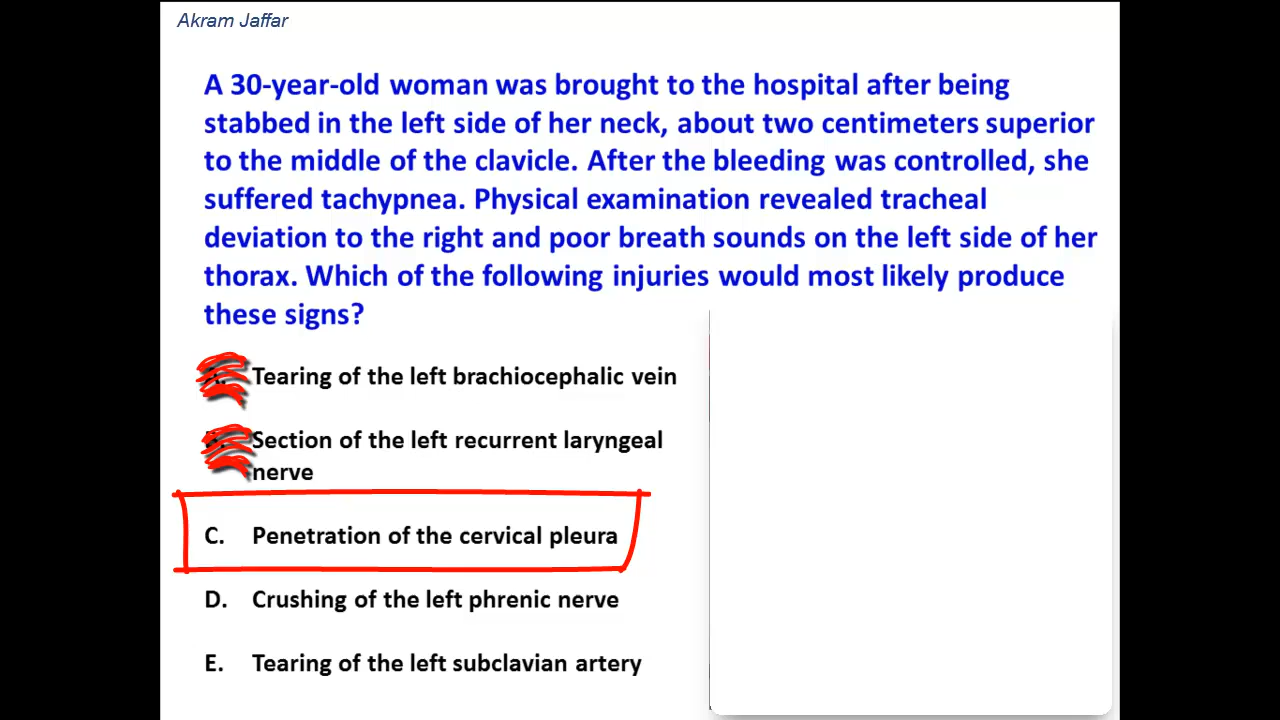 Akram Jaffar
A 30-year-old woman was brought to the hospital after being
stabbed in the left side of her neck, about two centimeters superior
to the middle of the clavicle. After the bleeding was controlled, she
suffered tachypnea. Physical examination revealed tracheal
deviation to the right and poor breath sounds on the left side of her
thorax. Which of the following injuries would most likely produce
these signs?
Tearing of the left brachiocephalic vein
Section of the left recurrent laryngeal
nerve
C. Penetration of the cervical pleura
D. Crushing of the left phrenic nerve
E. Tearing of the left subclavian artery